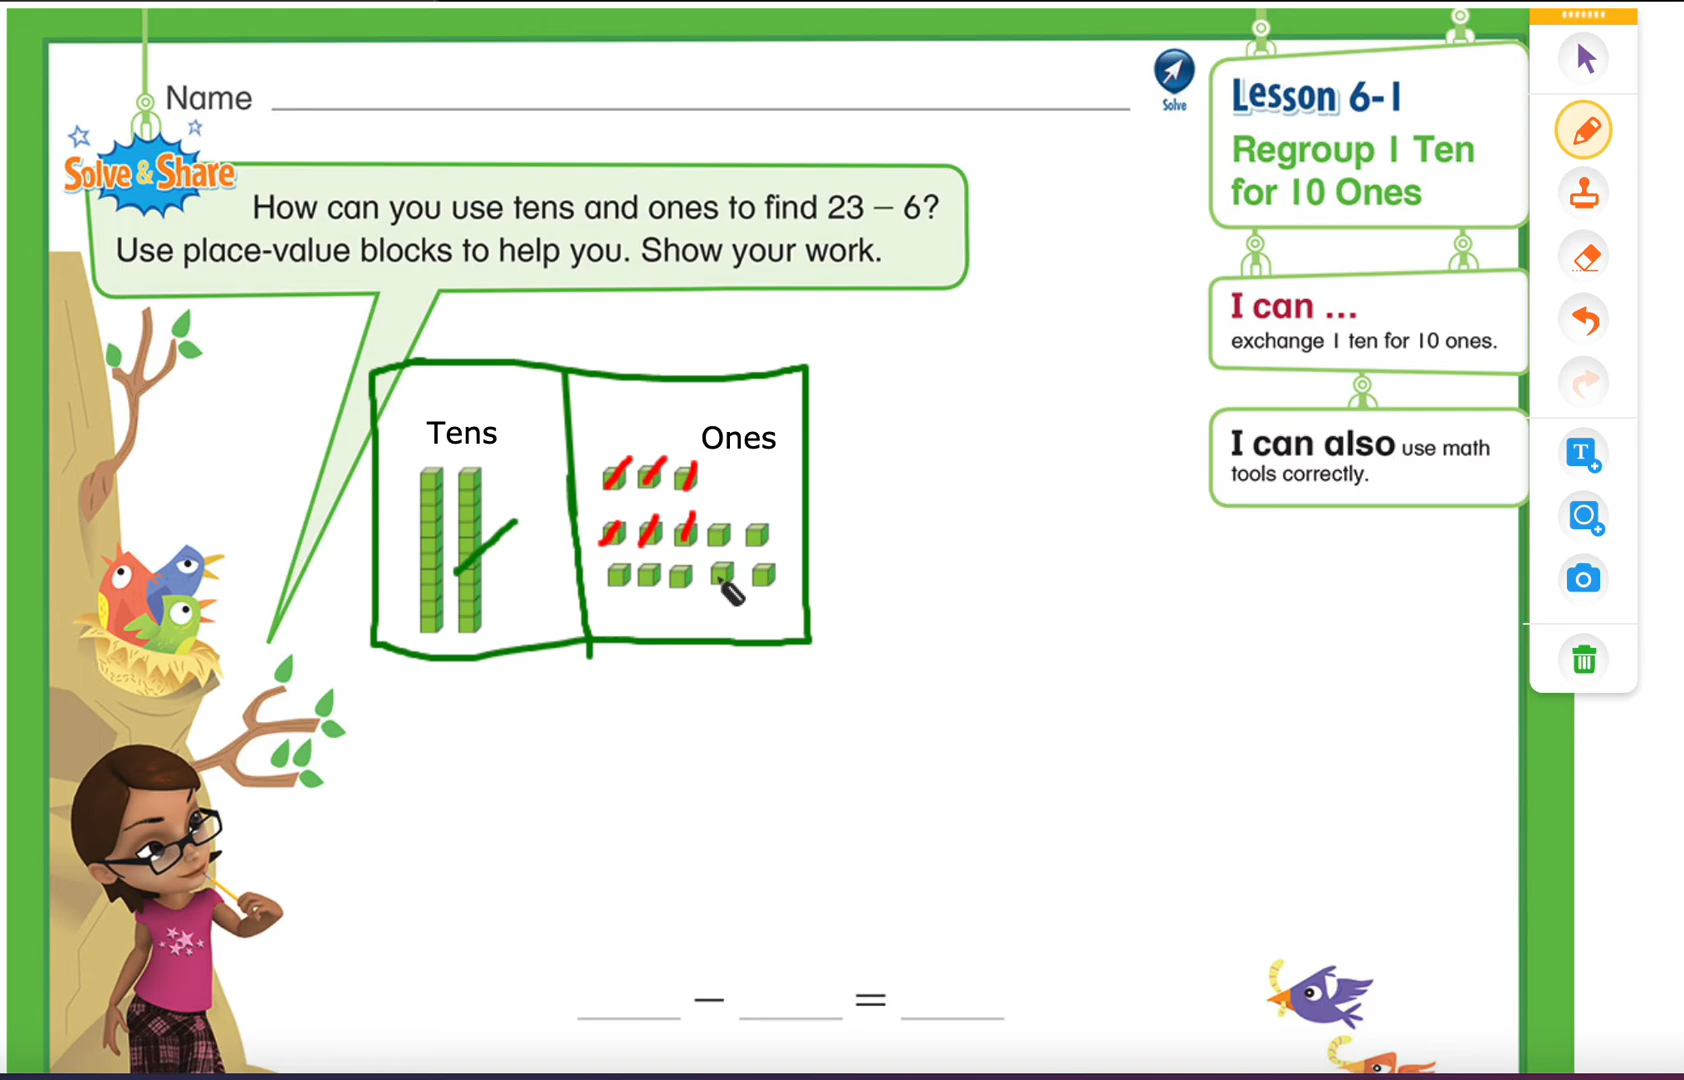 Name
Solve
Solve & Share
How can you use tens and ones to find 23 – 6?
Use place-value blocks to help you. Show your work.
Lesson 6-1
Regroup 1 Ten
for 10 Ones
I can ...
exchange 1 ten for 10 ones.
I can also use math
tools correctly.
Tens
Ones
T
– =